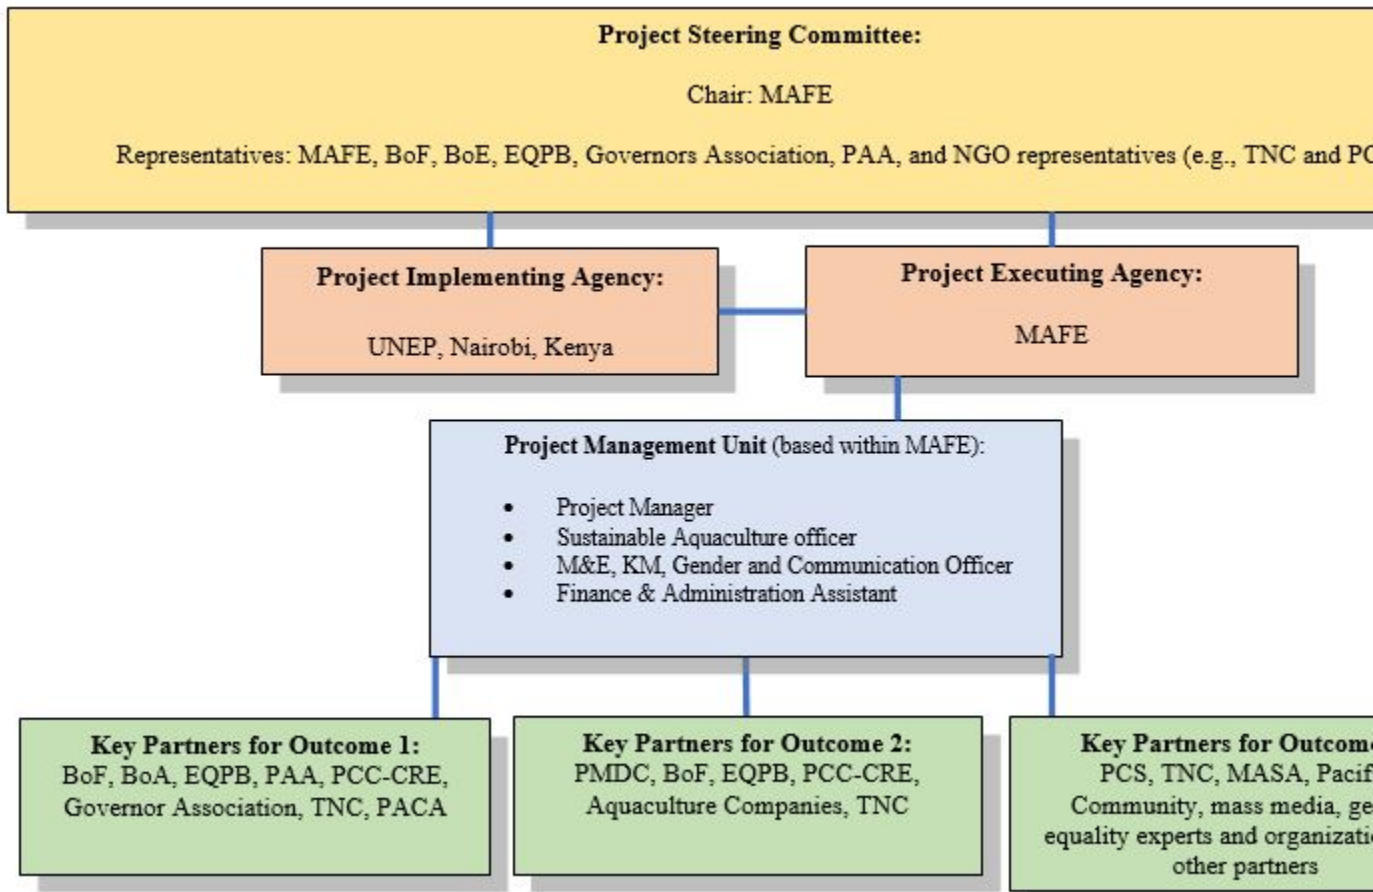 Project Steering Committee:
Chair: MAFE
Representatives: MAFE, BoF, BoE, EQPB, Governors Association, PAA, and NGO representatives (e.g., TNC and
Project Implementing Agency:
UNEP, Nairobi, Kenya
Project Executing Agency:
MAFE
Project Management Unit (based within MAFE):
• Project Manager
• Sustainable Aquaculture officer
• M&E, KM, Gender and Communication Officer
• Finance & Administration Assistant
Key Partners for Outcome 1:
BoF, BoA, EQPB, PAA, PCC-CRE,
Governor Association, TNC, PACA
Key Partners for Outcome 2:
PMDC, BoF, EQPB, PCC-CRE,
Aquaculture Companies, TNC
Key Partners for Outcome
PCS, TNC, MASA,
Community, mass media,
equality experts and
other partners